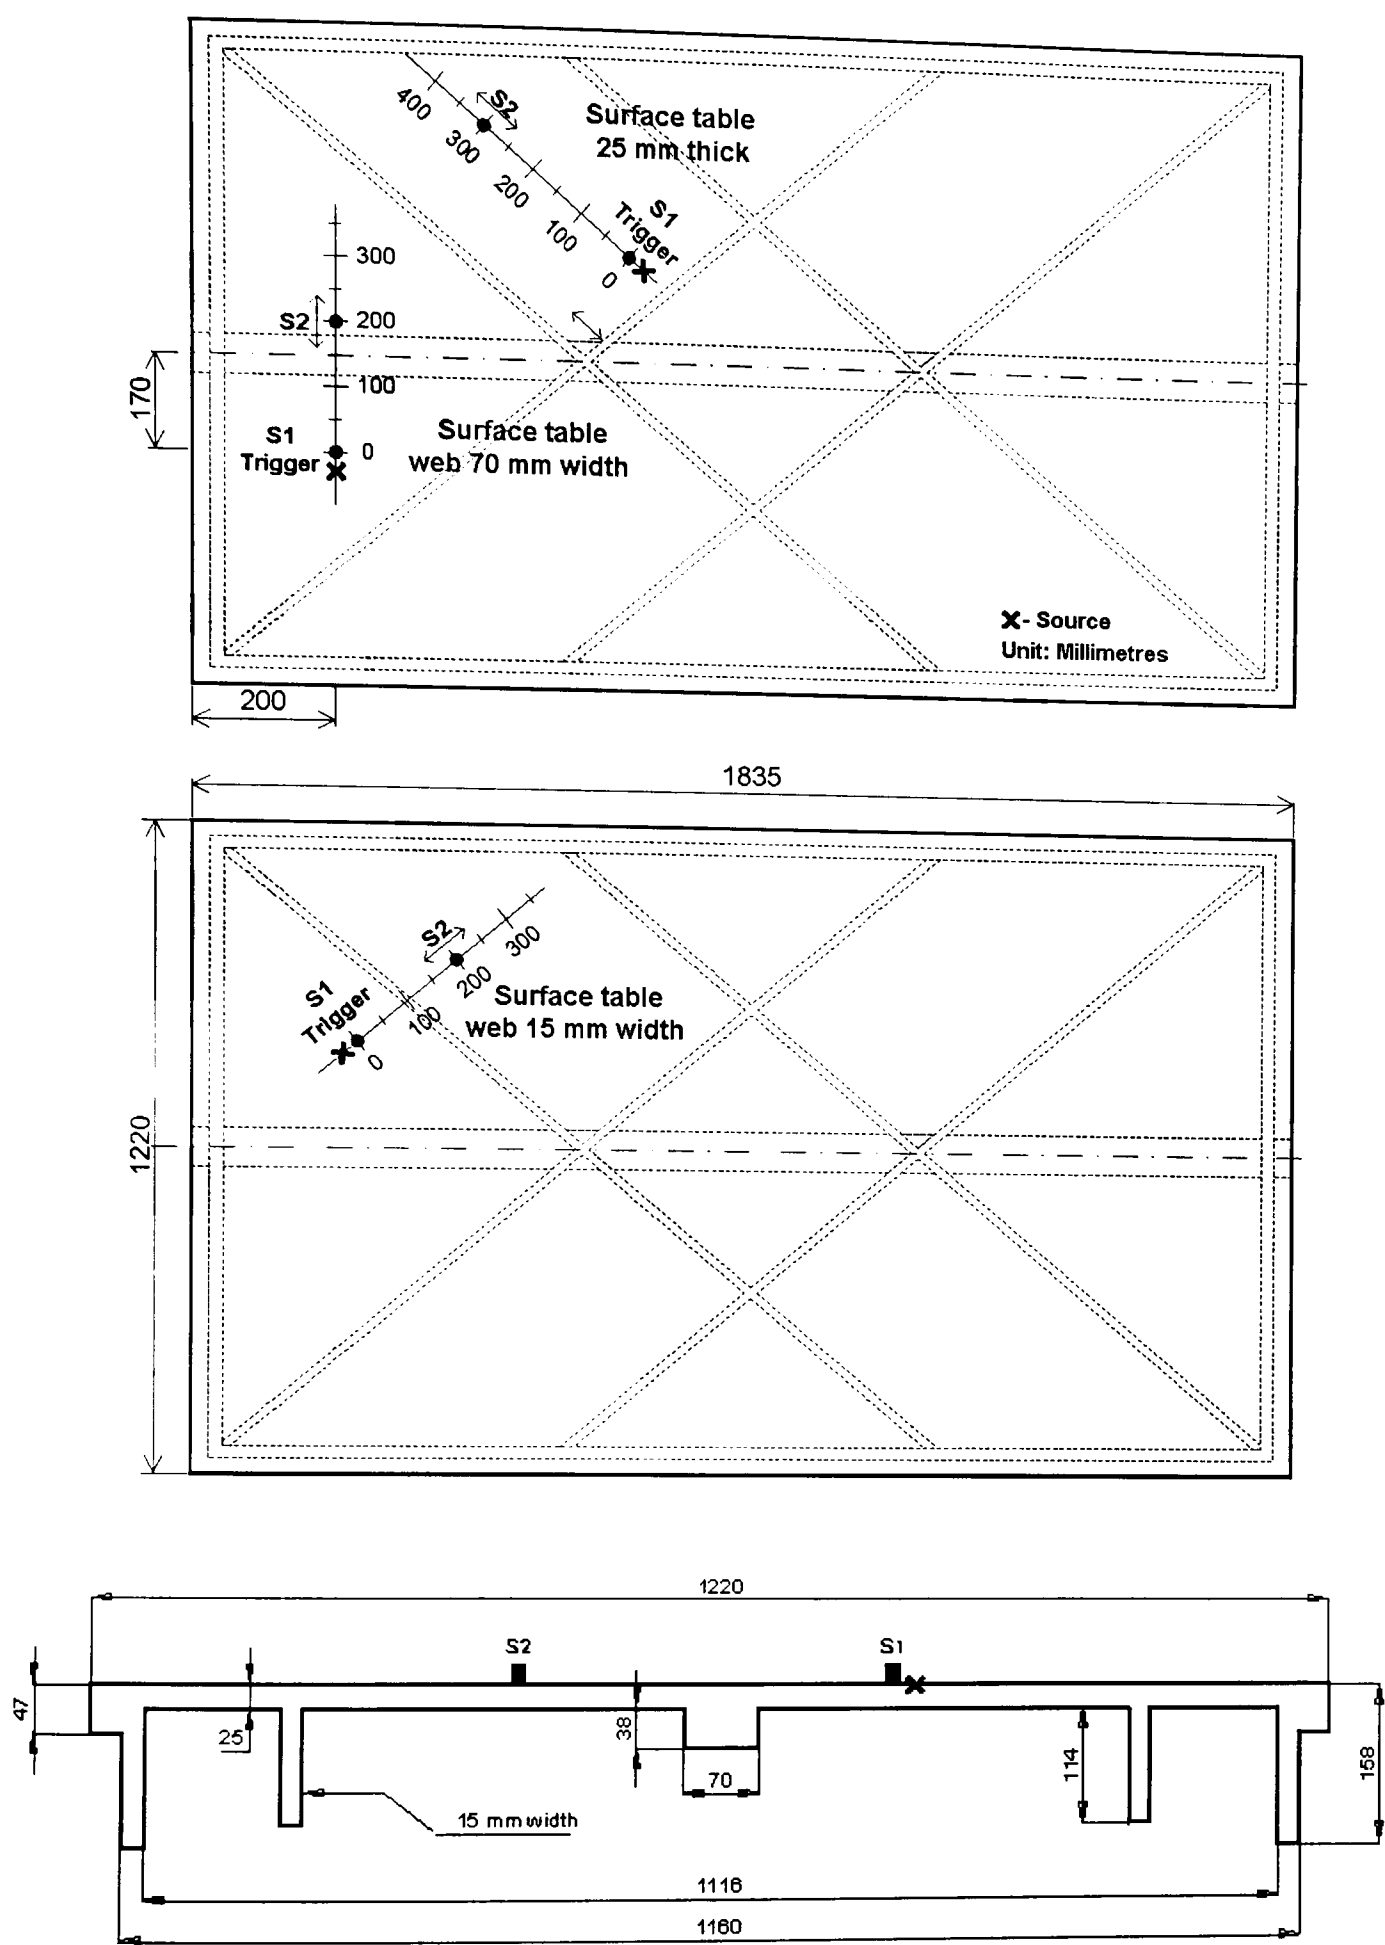 400
300
200
100
0
S2
Surface table
25 mm thick
S1
Trigger
300
200
100
0
S2
170
S1
Trigger
Surface table
web 70 mm width
X- Source
Unit: Millimetres
200
1835
S2
300
200
100
0
S1
Trigger
Surface table
web 15 mm width
1220
1220
S2
S1
47
25
38
70
114
158
15 mm width
1116
1160